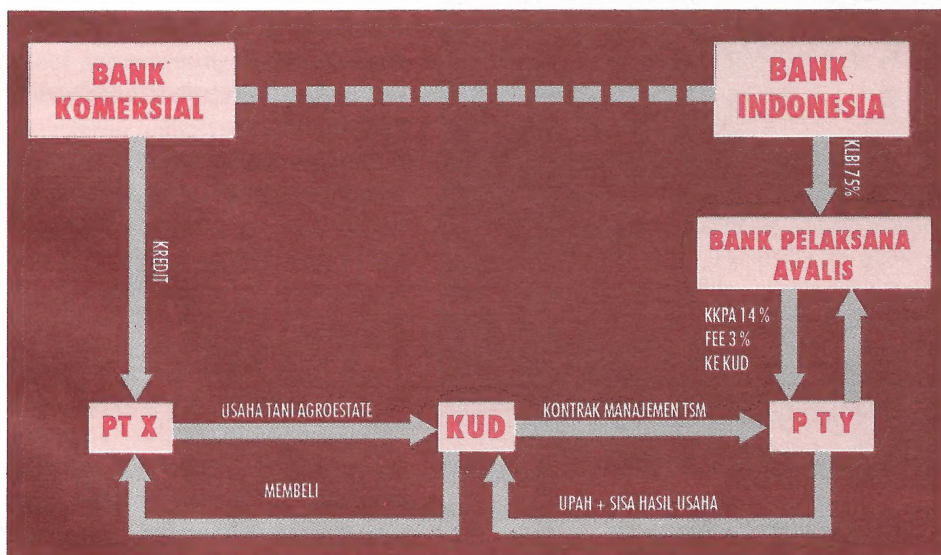 BANK
KOMERSIAL
BANK
INDONESIA
KLBI 75%
BANK PELAKSANA
AVALIS
KREDIT
KKPA 14 %
FEE 3 %
KE KUD
PT X
USAHA TANI AGROESTATE
KUD
KONTRAK MANAJEMEN TSM
P T Y
MEMBELI
UPAH + SISA HASIL USAHA